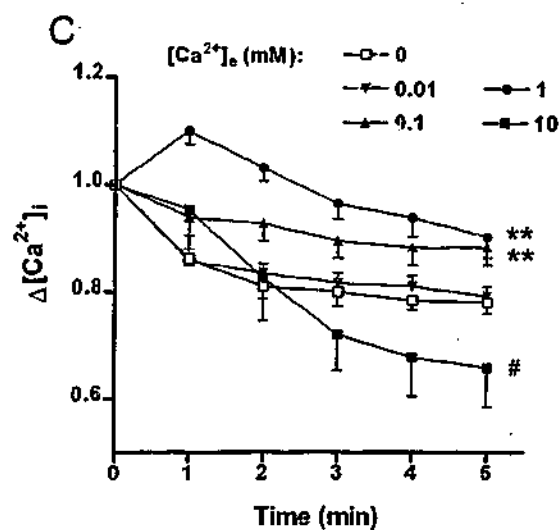 C
[Ca²⁺]ₑ (mM):
0
0.01
1
0.1
10
1.2
1.0
0.8
0.6
Δ[Ca²⁺]ᵢ
**
**
#
0 1 2 3 4 5
Time (min)